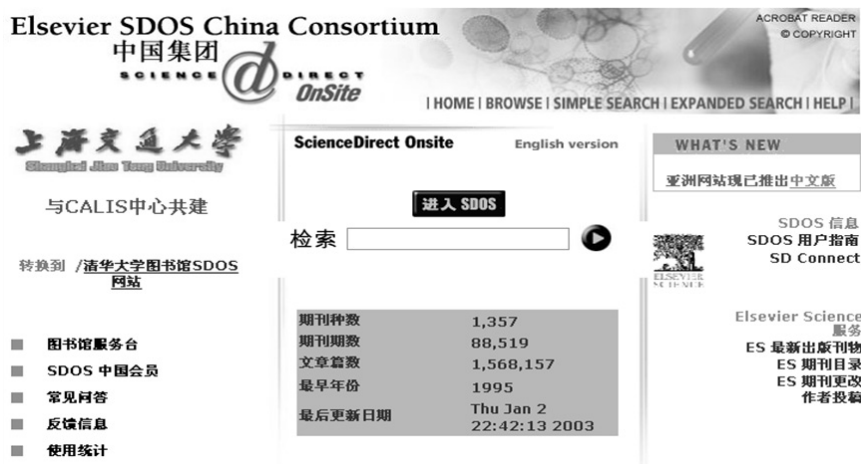 Elsevier SDOS China Consortium
中国集团
SCIENCE @ DIRECT
OnSite
ACROBAT READER
© COPYRIGHT
| HOME | BROWSE | SIMPLE SEARCH | EXPANDED SEARCH | HELP |
上海交通大学
Shanghai Jiao Tong University
与CALIS中心共建
转换到 /清华大学图书馆SDOS
网站
图书馆服务台
SDOS 中国会员
常见问答
反馈信息
使用统计
ScienceDirect Onsite English version
进入 SDOS
检索
期刊种数 1,357
期刊期数 88,519
文章篇数 1,568,157
最早年份 1995
最后更新日期 Thu Jan 2
22:42:13 2003
WHAT'S NEW
亚洲网站现已推出中文版
SDOS 信息
SDOS 用户指南
SD Connect
ELSEVIER
SCIENCE
Elsevier Science
服务
ES 最新出版刊物
ES 期刊目录
ES 期刊更改
作者投稿